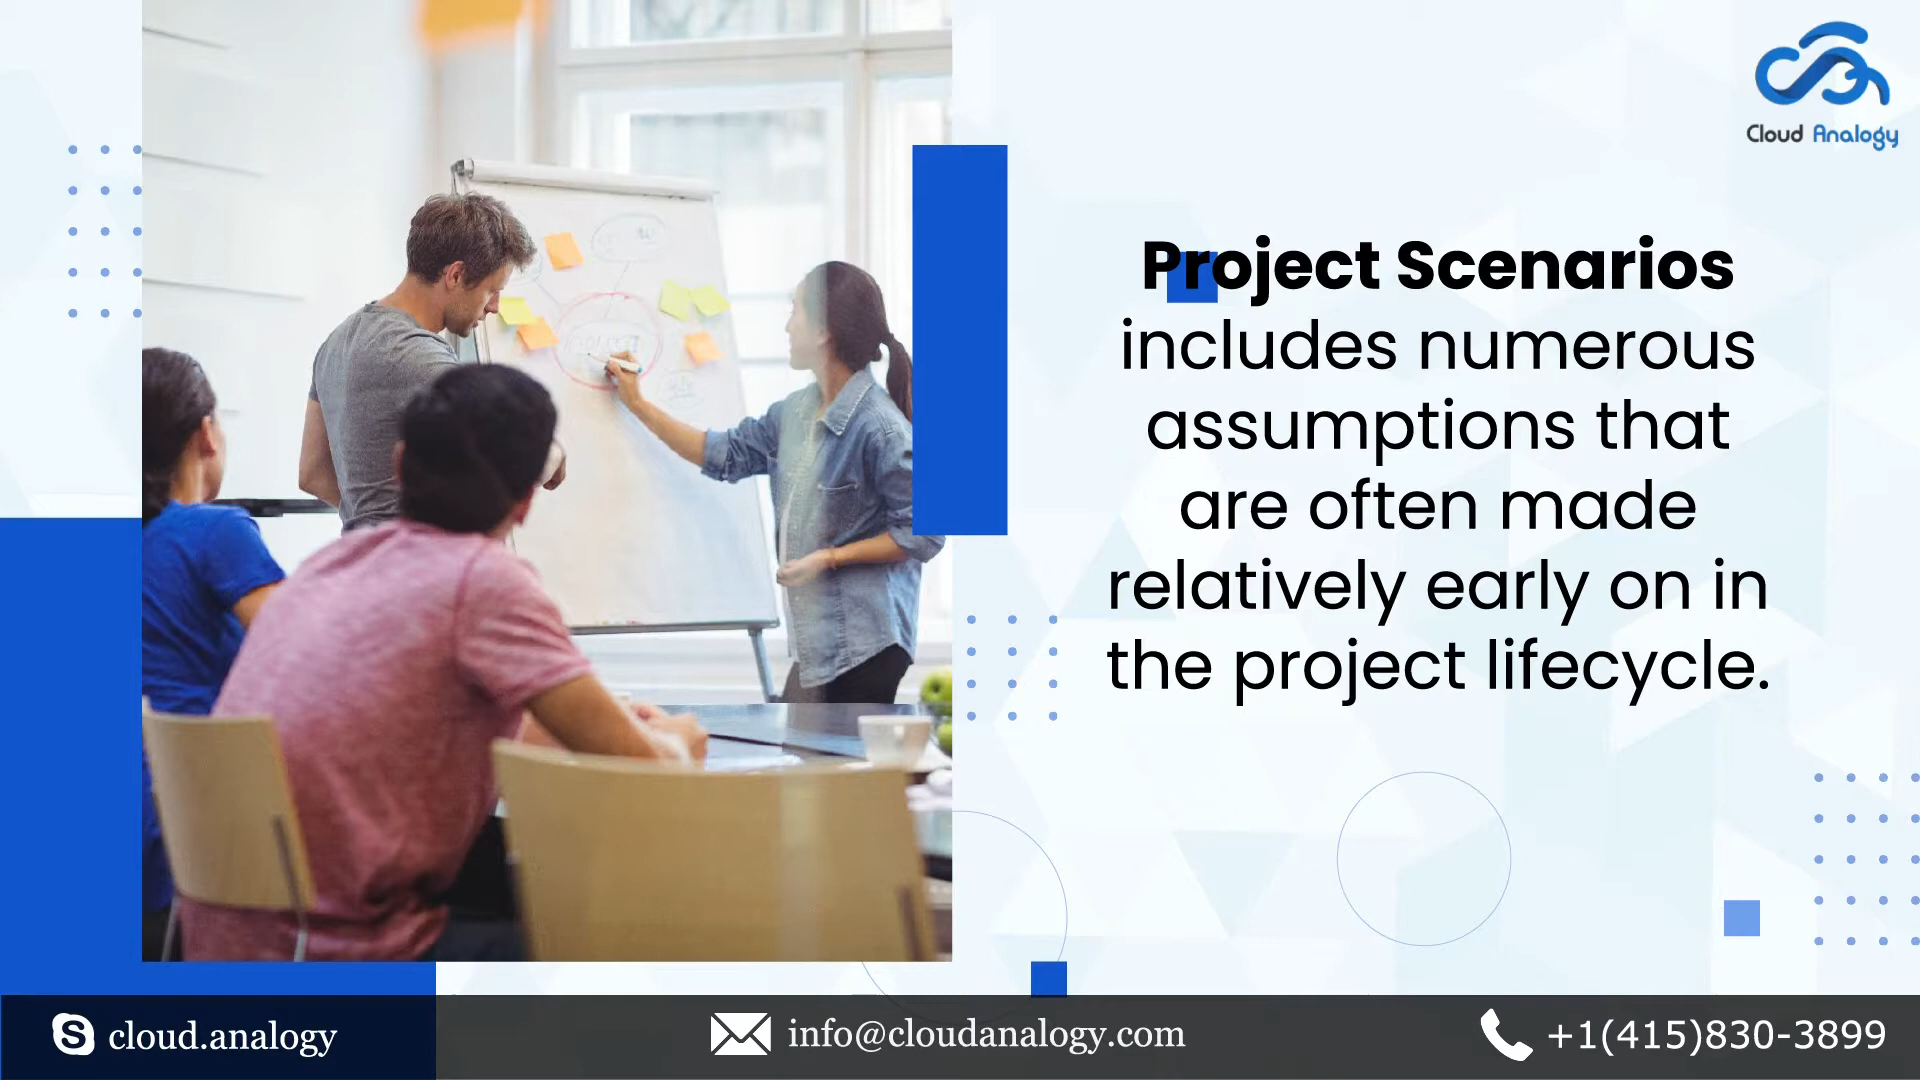 Cloud Analogy
Project Scenarios
includes numerous
assumptions that
are often made
relatively early on in
the project lifecycle.
cloud.analogy
info@cloudanalogy.com
+1(415)830-3899